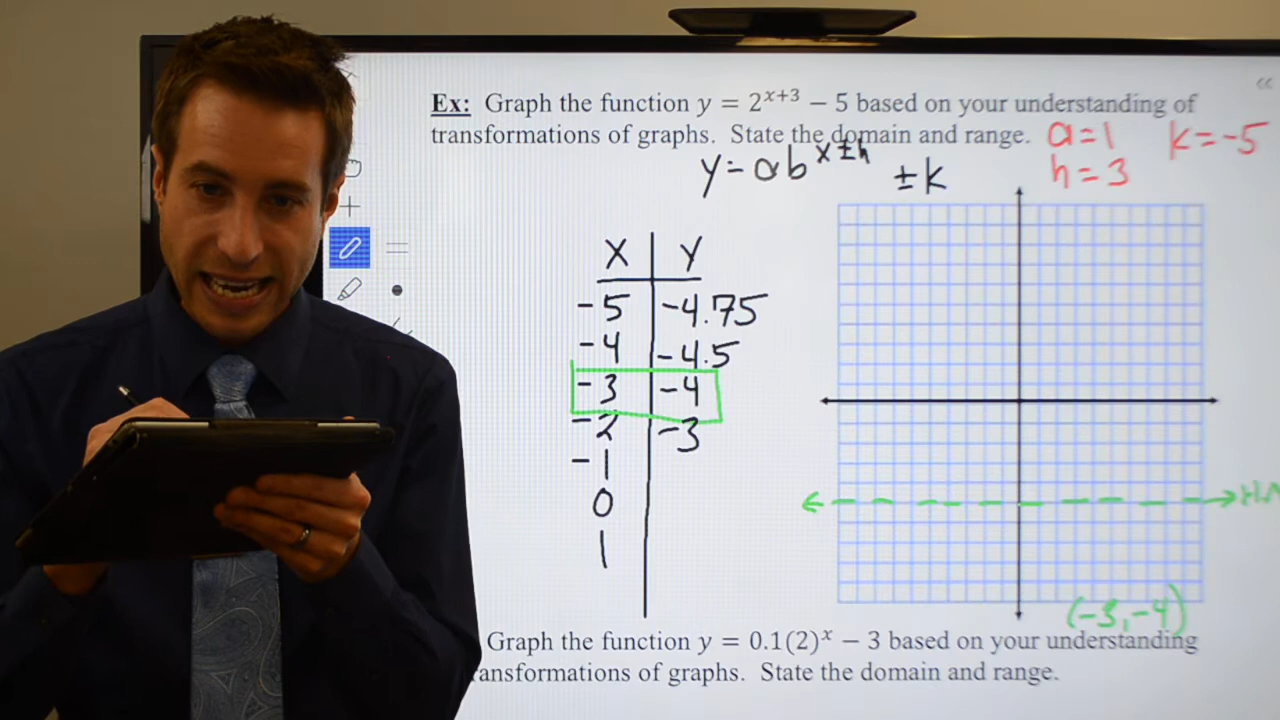 Ex: Graph the function y = 2^{x+3} − 5 based on your understanding of
transformations of graphs. State the domain and range.
a=1 k=-5
h=3
y=ab^{x±h} ±k
X Y
-5 -4.75
-4 -4.5
-3 -4
-2 -3
-1
0
1
HA
(-3,-4)
Graph the function y = 0.1(2)^x − 3 based on your understanding
ansformations of graphs. State the domain and range.